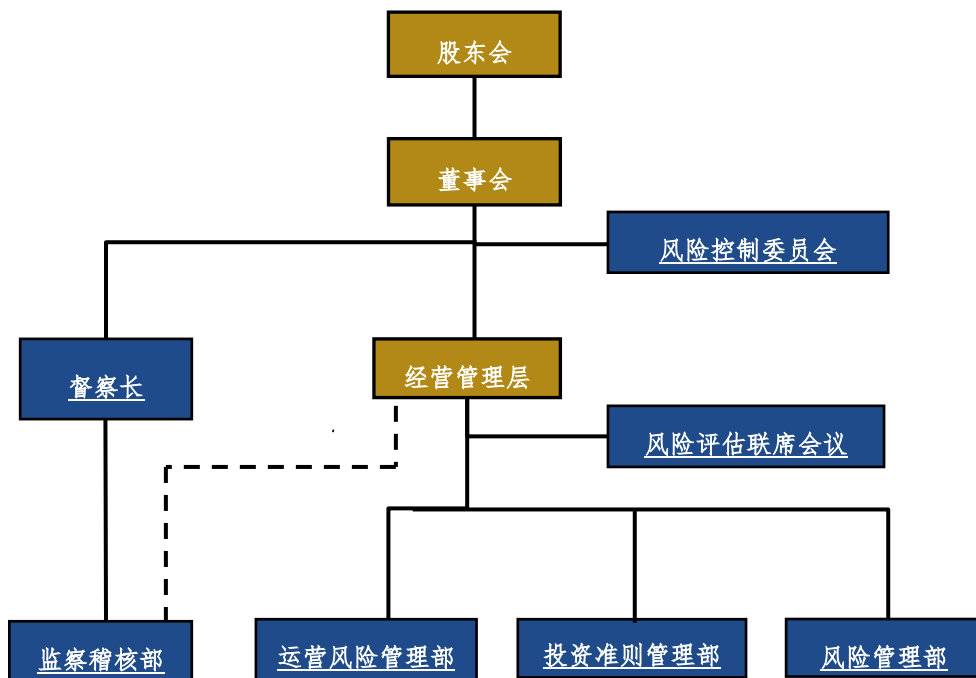 股东会
董事会
风险控制委员会
督察长
经营管理层
风险评估联席会议
监察稽核部
运营风险管理部
投资准则管理部
风险管理部